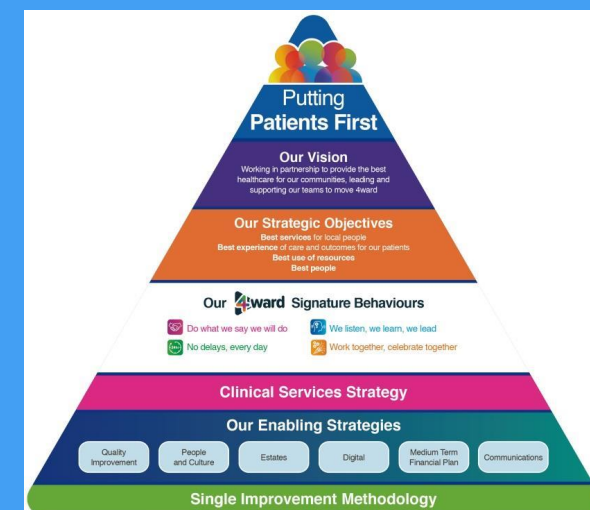 Putting
Patients First
Our Vision
Working in partnership to provide the best
healthcare for our communities, leading and
supporting our teams to move 4ward
Our Strategic Objectives
Best services for local people
Best experience of care and outcomes for our patients
Best use of resources
Best people
Our 4ward Signature Behaviours
Do what we say we will do
We listen, we learn, we lead
No delays, every day
Work together, celebrate together
Clinical Services Strategy
Our Enabling Strategies
Quality
Improvement
People
and Culture
Estates
Digital
Medium Term
Financial Plan
Communications
Single Improvement Methodology